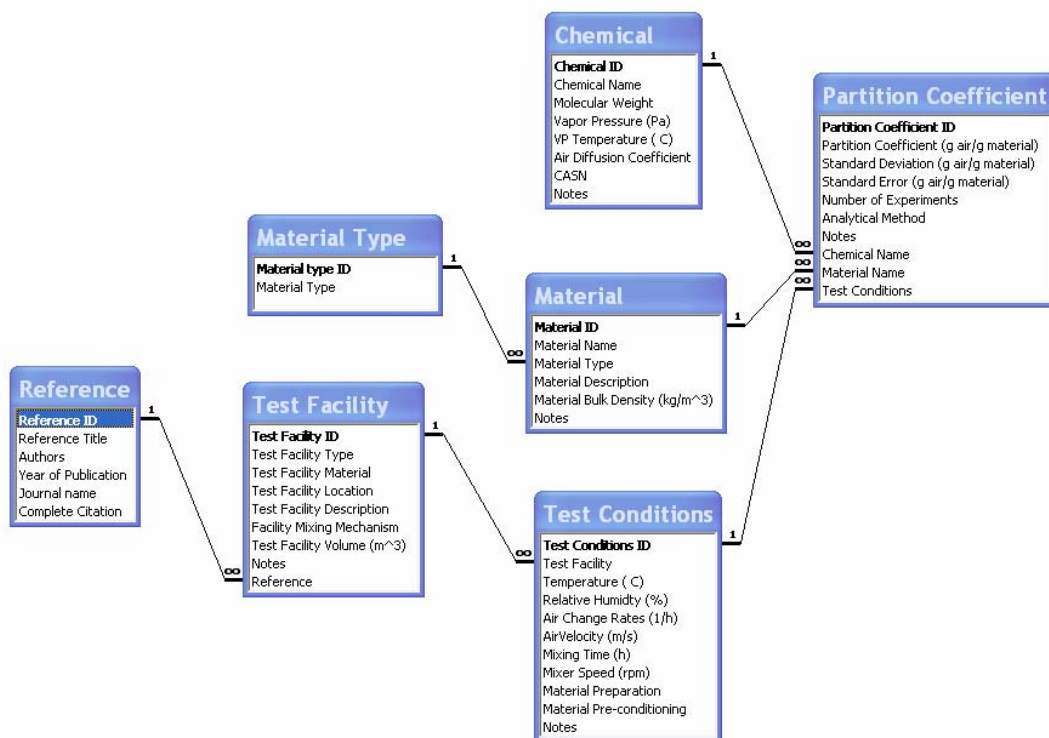 Chemical
Chemical ID
Chemical Name
Molecular Weight
Vapor Pressure (Pa)
VP Temperature ( C)
Air Diffusion Coefficient
CASN
Notes
1
Partition Coefficient
Partition Coefficient ID
Partition Coefficient (g air/g material)
Standard Deviation (g air/g material)
Standard Error (g air/g material)
Number of Experiments
Analytical Method
Notes
Chemical Name
Material Name
Test Conditions
∞
∞
∞
Material Type
Material type ID
Material Type
1
Material
Material ID
Material Name
Material Type
Material Description
Material Bulk Density (kg/m^3)
Notes
1
∞
Reference
Reference ID
Reference Title
Authors
Year of Publication
Journal name
Complete Citation
1
Test Facility
Test Facility ID
Test Facility Type
Test Facility Material
Test Facility Location
Test Facility Description
Facility Mixing Mechanism
Test Facility Volume (m^3)
Notes
Reference
1
∞
Test Conditions
Test Conditions ID
Test Facility
Temperature ( C)
Relative Humidty (%)
Air Change Rates (1/h)
AirVelocity (m/s)
Mixing Time (h)
Mixer Speed (rpm)
Material Preparation
Material Pre-conditioning
Notes
1
∞